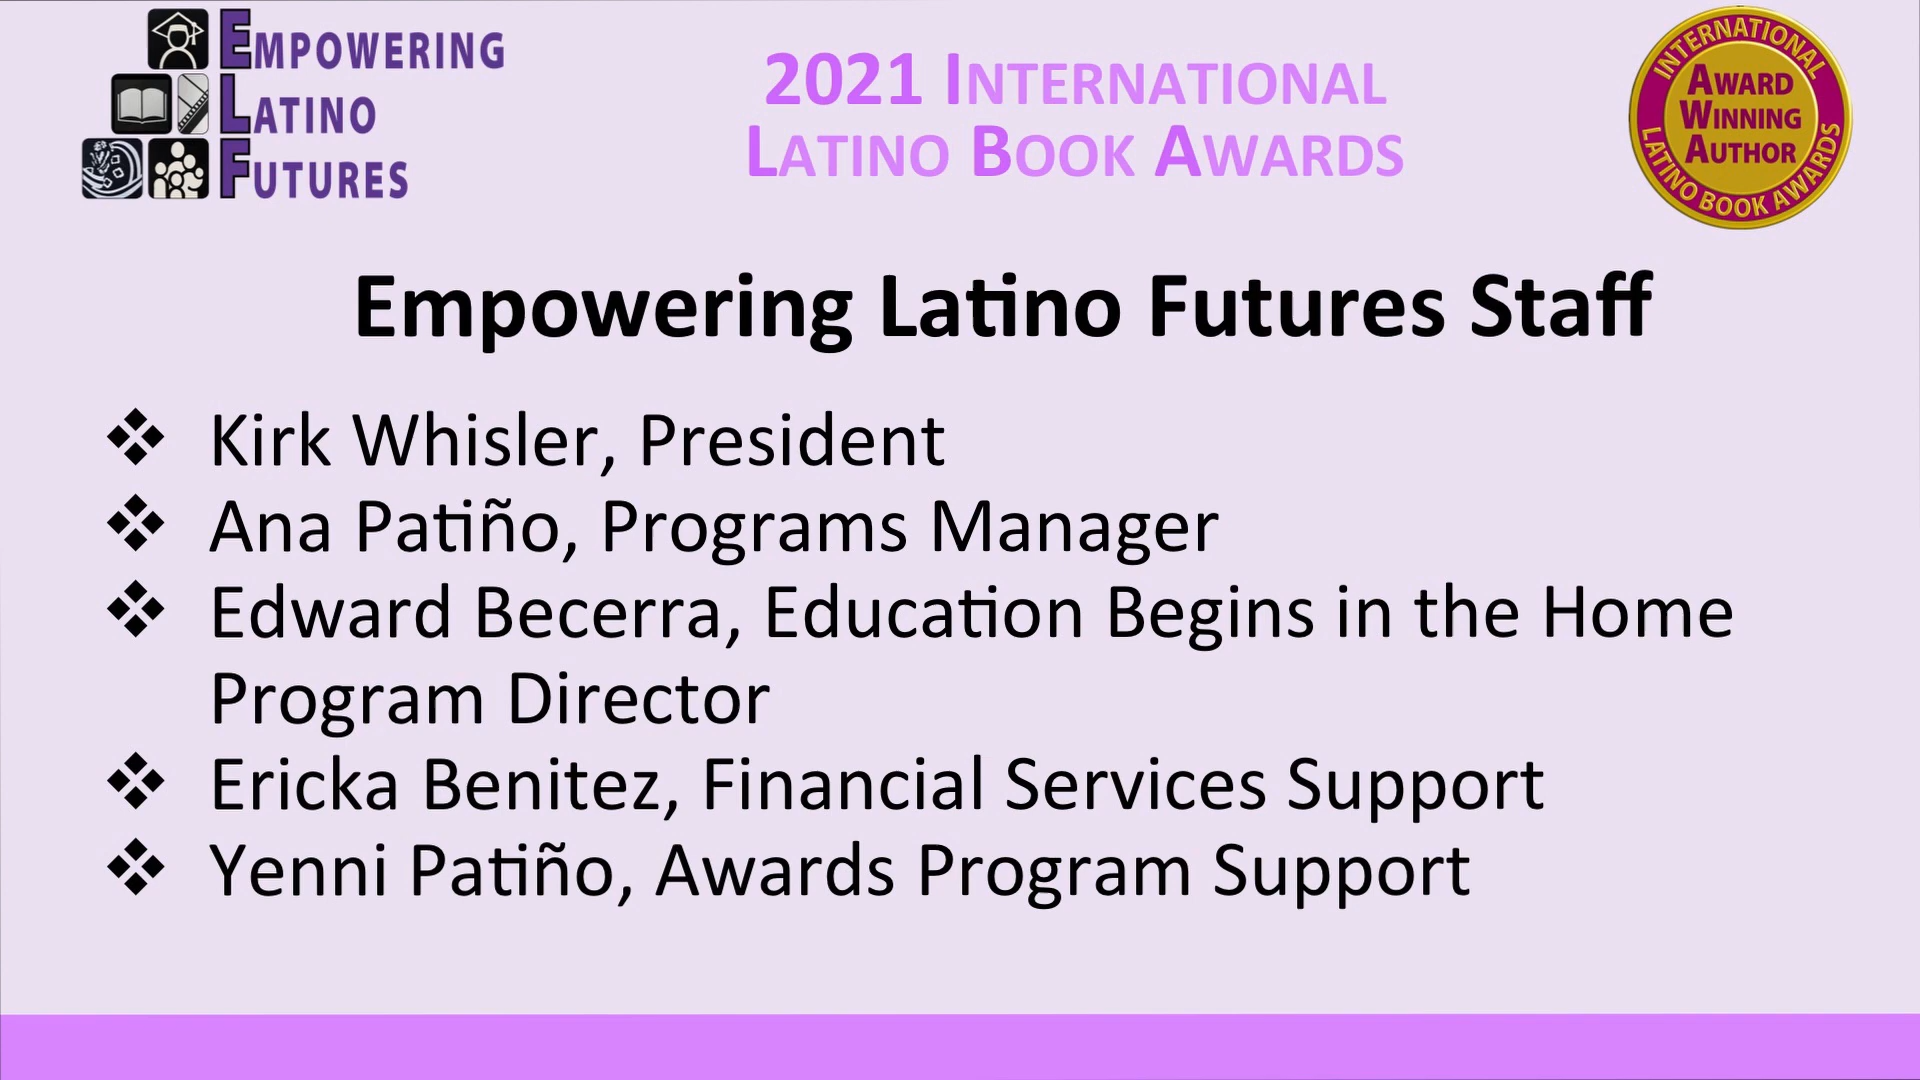 EMPOWERING
LATINO
FUTURES
2021 INTERNATIONAL
LATINO BOOK AWARDS
INTERNATIONAL
AWARD
WINNING
AUTHOR
LATINO BOOK AWARDS
Empowering Latino Futures Staff
❖ Kirk Whisler, President
❖ Ana Patiño, Programs Manager
❖ Edward Becerra, Education Begins in the Home
Program Director
❖ Ericka Benitez, Financial Services Support
❖ Yenni Patiño, Awards Program Support